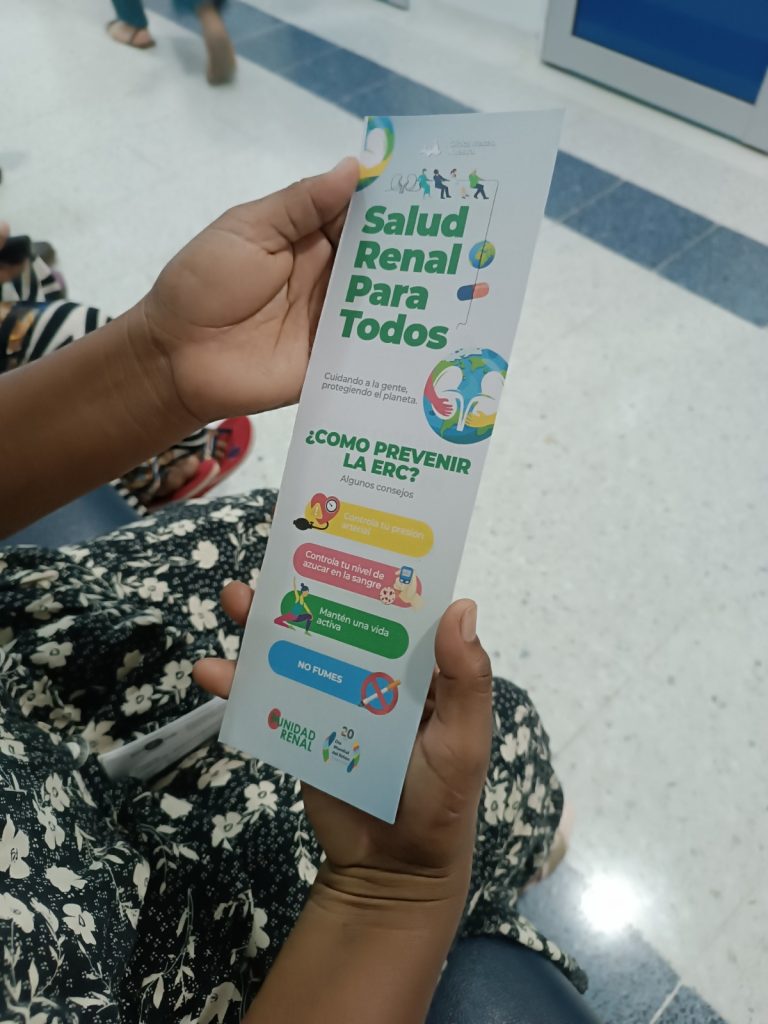 Salud
Renal
Para
Todos
Cuidando a la gente,
protegiendo el planeta.
¿COMO PREVENIR
LA ERC?
Algunos consejos
Controla tu presión
arterial
Controla tu nivel de
azucar en la sangre
Mantén una vida
activa
NO FUMES
UNIDAD
RENAL
20